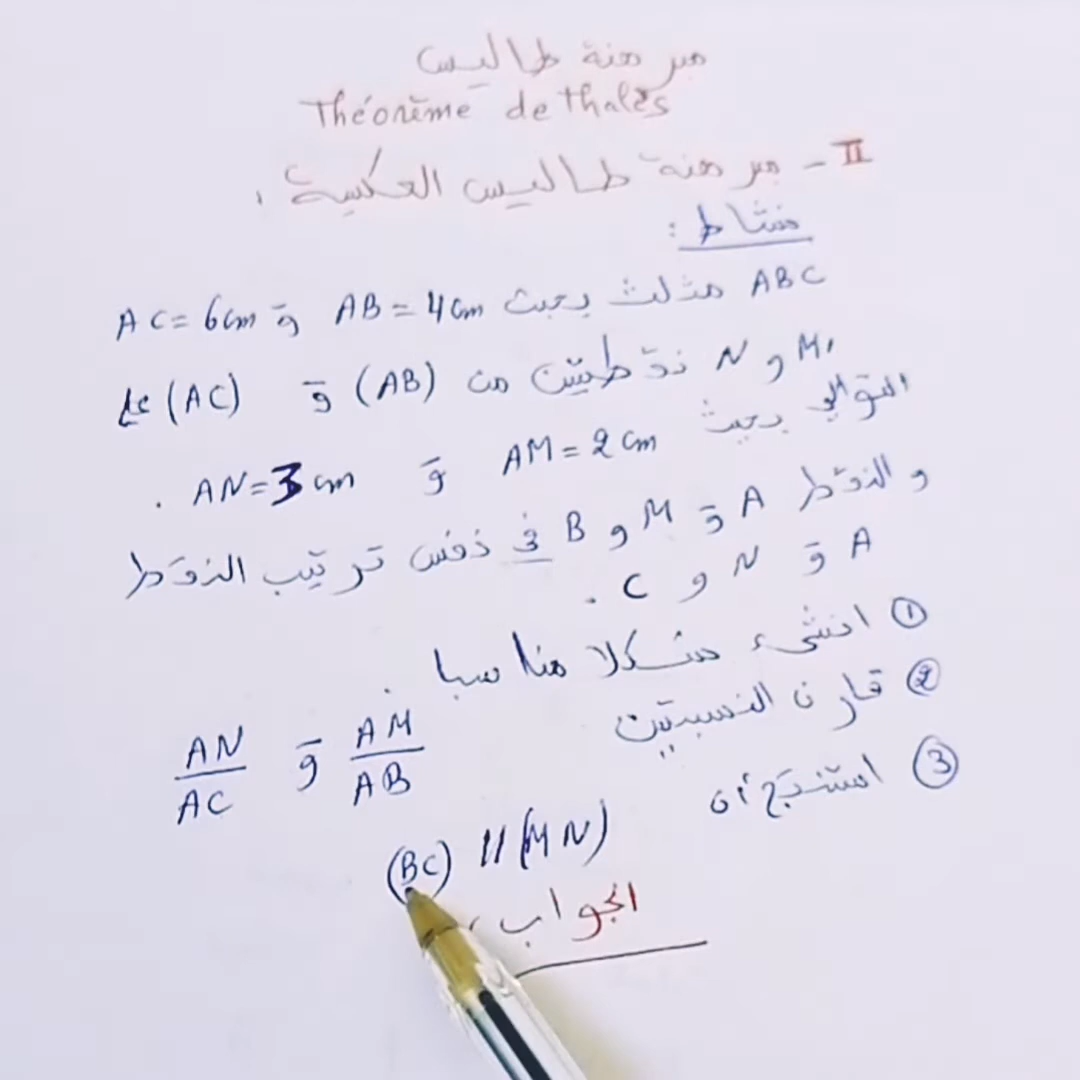 مبرهنة طاليس
Théorème de thalès
II - مبرهنة طاليس العكسية :
نشاط :
ABC مثلث بحيث AB = 4cm و AC = 6cm
M و N نقطتين من (AB) و (AC) على
التوالي بحيث AM = 2cm و AN = 3cm .
و النقط A و M و B في نفس ترتيب النقط
A و N و C .
① انشىء شكلا مناسبا .
② قارن النسبتين AM/AB و AN/AC
③ استنتج أن (BC) // (MN)
الجواب :